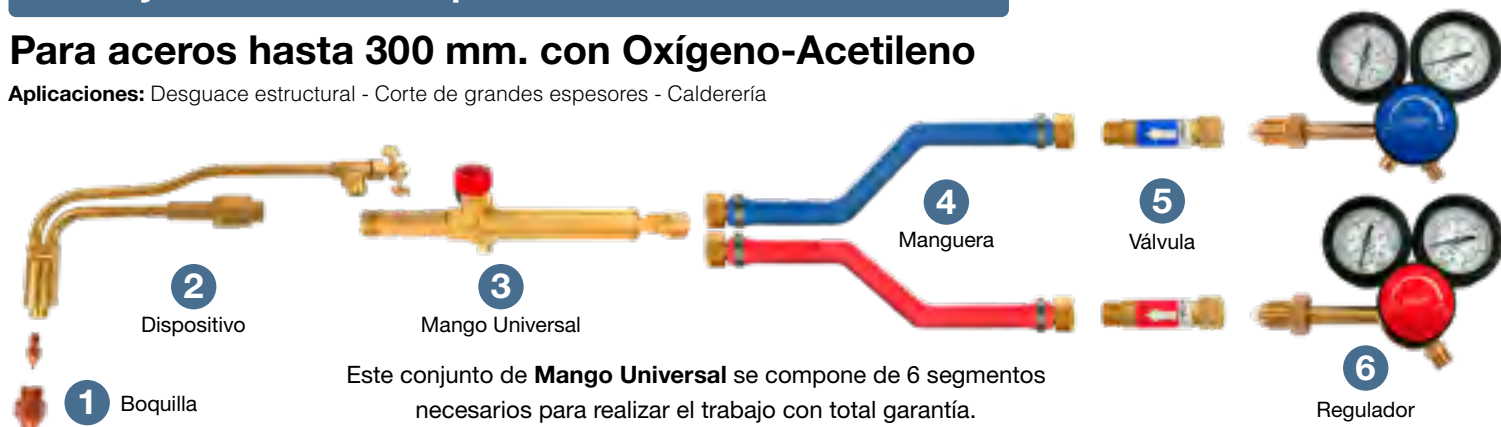 Para aceros hasta 300 mm. con Oxígeno-Acetileno
Aplicaciones: Desguace estructural - Corte de grandes espesores - Calderería
4
Manguera
5
Válvula
2
Dispositivo
3
Mango Universal
1 Boquilla
Este conjunto de Mango Universal se compone de 6 segmentos
necesarios para realizar el trabajo con total garantía.
6
Regulador